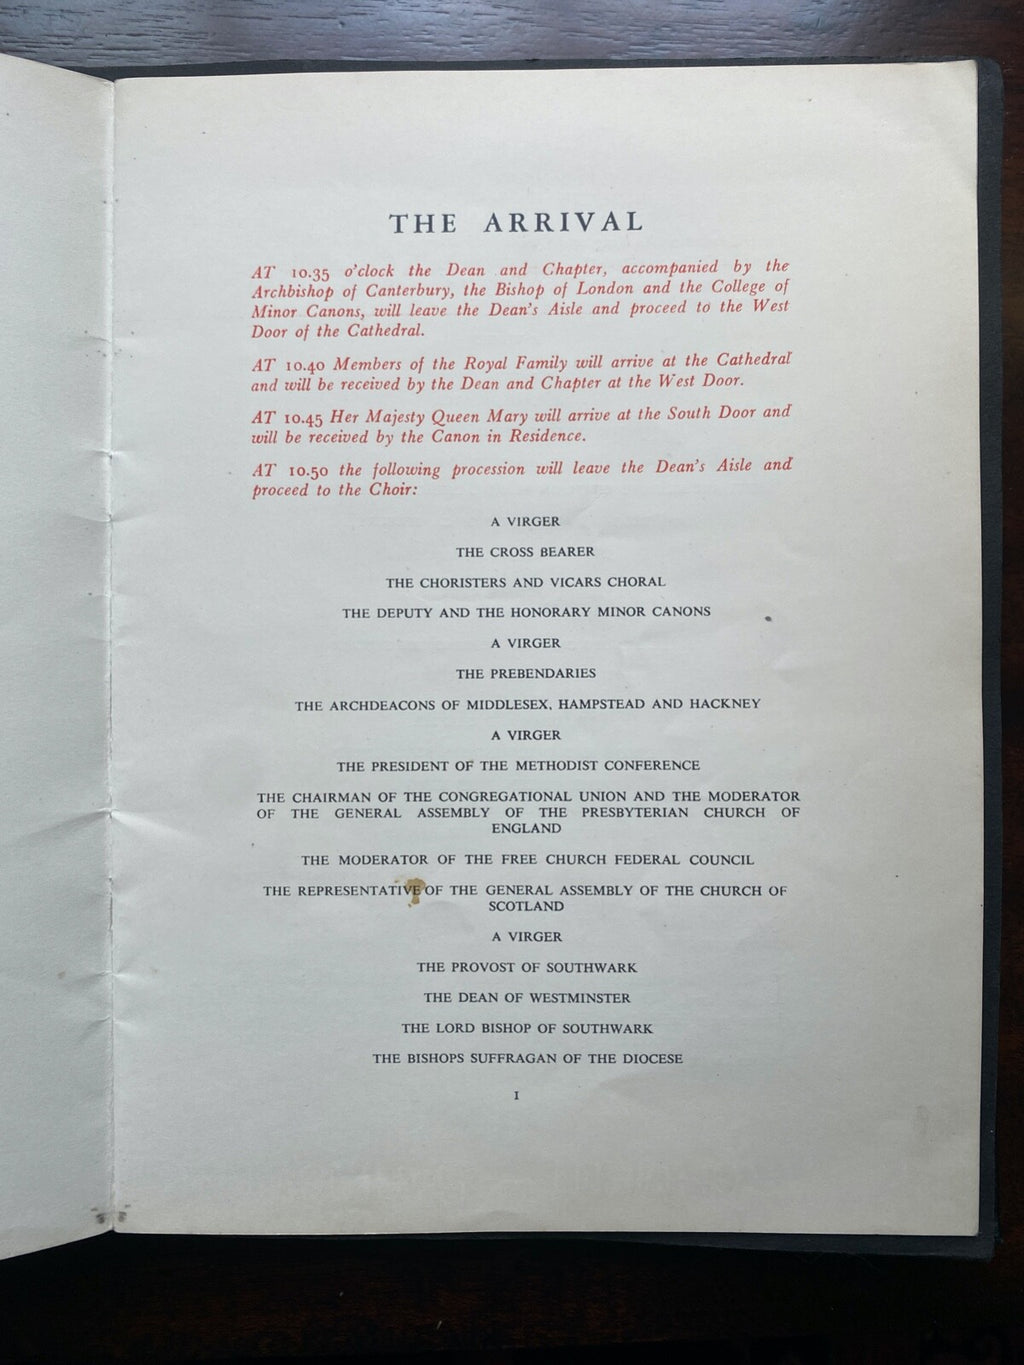 THE ARRIVAL
AT 10.35 o'clock the Dean and Chapter, accompanied by the
Archbishop of Canterbury, the Bishop of London and the College of
Minor Canons, will leave the Dean's Aisle and proceed to the West
Door of the Cathedral.
AT 10.40 Members of the Royal Family will arrive at the Cathedral
and will be received by the Dean and Chapter at the West Door.
AT 10.45 Her Majesty Queen Mary will arrive at the South Door and
will be received by the Canon in Residence.
AT 10.50 the following procession will leave the Dean's Aisle and
proceed to the Choir:
A VIRGER
THE CROSS BEARER
THE CHORISTERS AND VICARS CHORAL
THE DEPUTY AND THE HONORARY MINOR CANONS
A VIRGER
THE PREBENDARIES
THE ARCHDEACONS OF MIDDLESEX, HAMPSTEAD AND HACKNEY
A VIRGER
THE PRESIDENT OF THE METHODIST CONFERENCE
THE CHAIRMAN OF THE CONGREGATIONAL UNION AND THE MODERATOR
OF THE GENERAL ASSEMBLY OF THE PRESBYTERIAN CHURCH OF
ENGLAND
THE MODERATOR OF THE FREE CHURCH FEDERAL COUNCIL
THE REPRESENTATIVE OF THE GENERAL ASSEMBLY OF THE CHURCH OF
SCOTLAND
A VIRGER
THE PROVOST OF SOUTHWARK
THE DEAN OF WESTMINSTER
THE LORD BISHOP OF SOUTHWARK
THE BISHOPS SUFFRAGAN OF THE DIOCESE
1